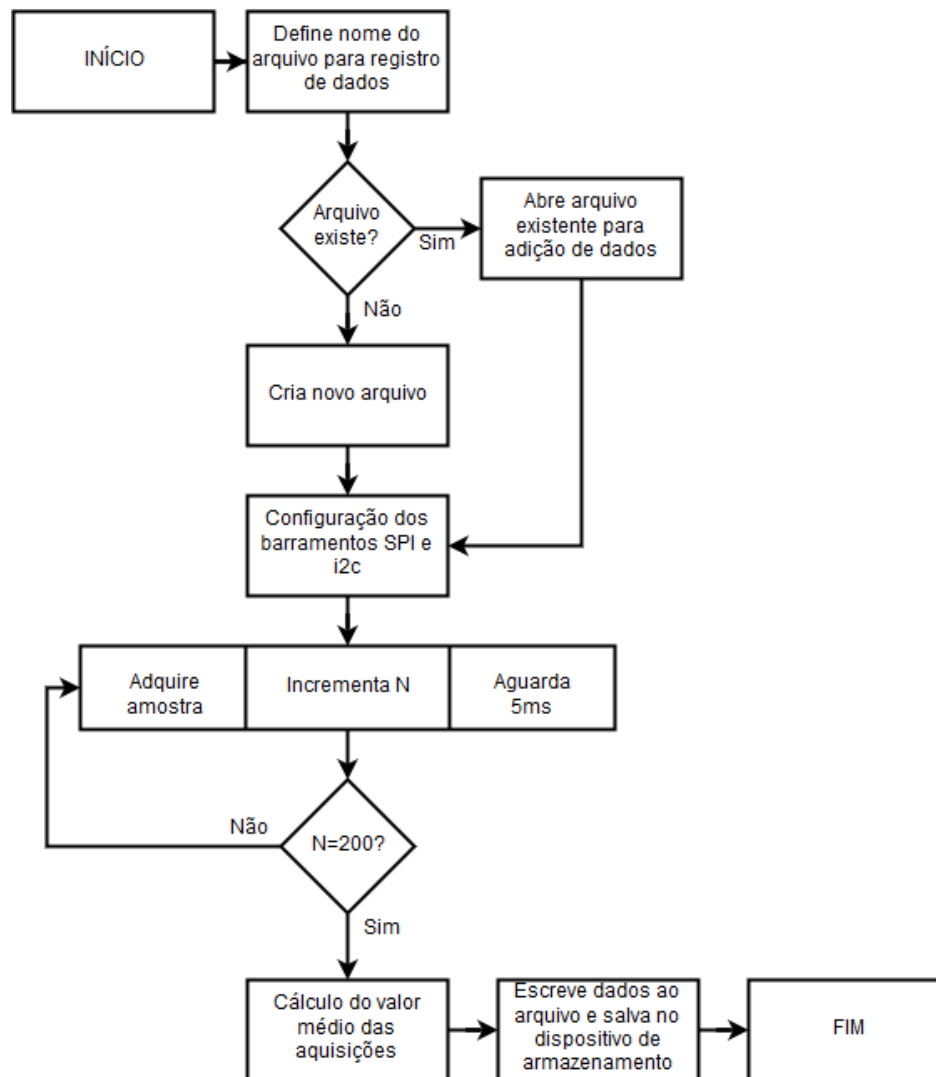 INÍCIO
Define nome do
arquivo para registro
de dados
Arquivo
existe?
Sim
Abre arquivo
existente para
adição de dados
Não
Cria novo arquivo
Configuração dos
barramentos SPI e
i2c
Adquire
amostra
Incrementa N
Aguarda
5ms
Não
N=200?
Sim
Cálculo do valor
médio das
aquisições
Escreve dados ao
arquivo e salva no
dispositivo de
armazenamento
FIM